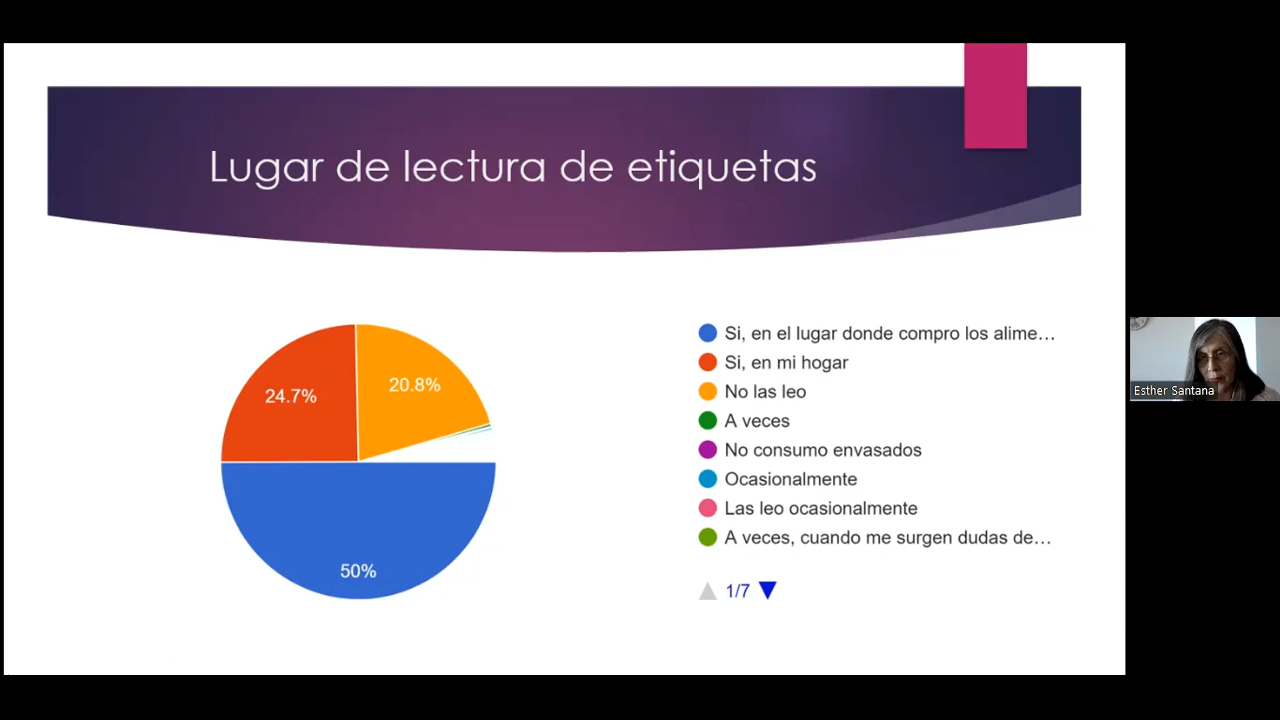 Lugar de lectura de etiquetas
24.7%
20.8%
50%
Si, en el lugar donde compro los alime…
Si, en mi hogar
No las leo
A veces
No consumo envasados
Ocasionalmente
Las leo ocasionalmente
A veces, cuando me surgen dudas de…
1/7
Esther Santana